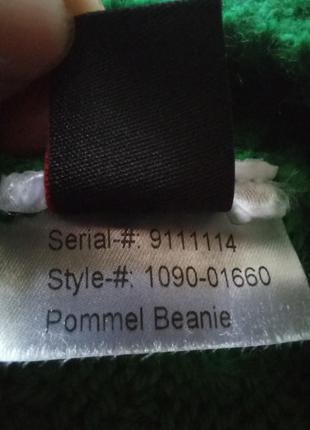 Serial-#: 9111114
Style-#: 1090-01660
Pommel Beanie